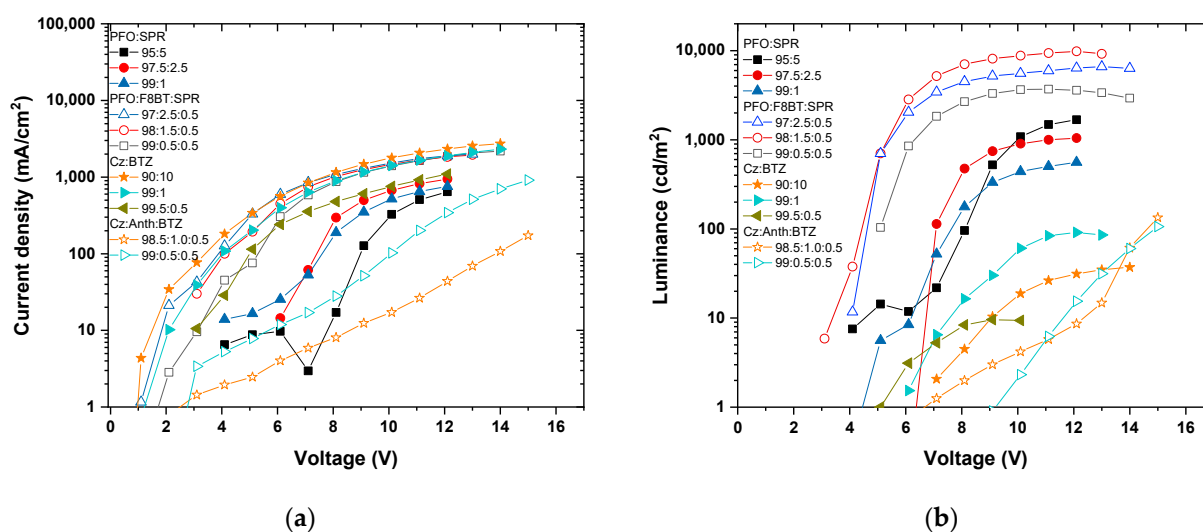 100,000
10,000
1,000
100
10
1
Current density (mA/cm²)
PFO:SPR
95:5
97.5:2.5
99:1
PFO:F8BT:SPR
97:2.5:0.5
98:1.5:0.5
99:0.5:0.5
Cz:BTZ
90:10
99:1
99.5:0.5
Cz:Anth:BTZ
98.5:1.0:0.5
99:0.5:0.5
0 2 4 6 8 10 12 14 16
Voltage (V)
(a)
10,000
1,000
100
10
1
Luminance (cd/m²)
PFO:SPR
95:5
97.5:2.5
99:1
PFO:F8BT:SPR
97:2.5:0.5
98:1.5:0.5
99:0.5:0.5
Cz:BTZ
90:10
99:1
99.5:0.5
Cz:Anth:BTZ
98.5:1.0:0.5
99:0.5:0.5
0 2 4 6 8 10 12 14 16
Voltage (V)
(b)